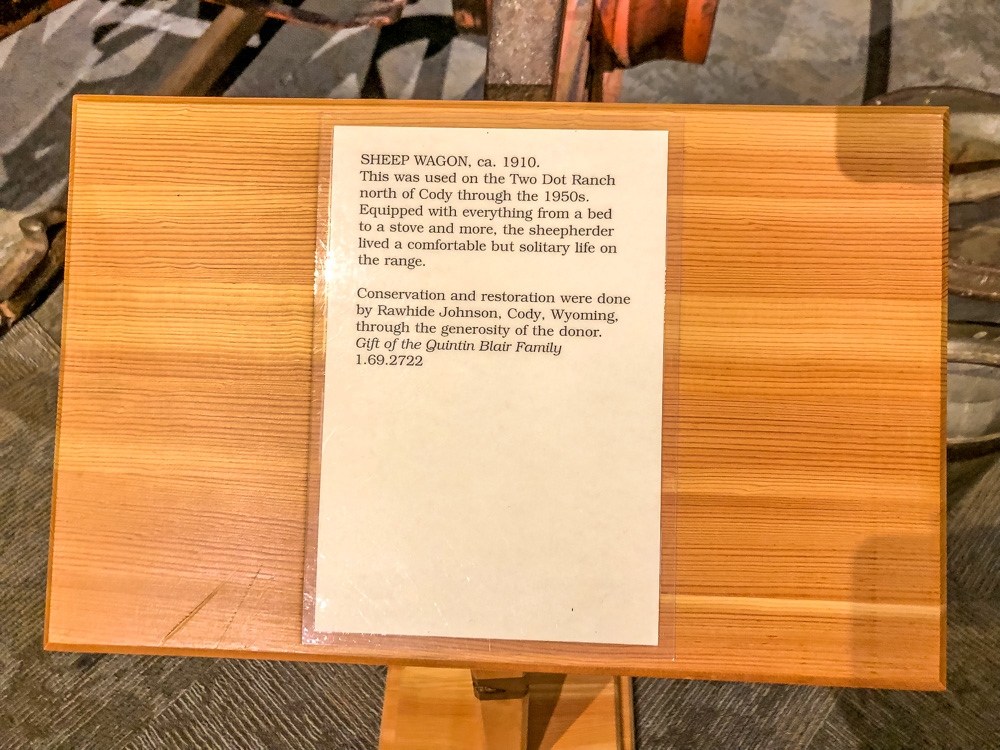 SHEEP WAGON, ca. 1910.
This was used on the Two Dot Ranch
north of Cody through the 1950s.
Equipped with everything from a bed
to a stove and more, the sheepherder
lived a comfortable but solitary life on
the range.
Conservation and restoration were done
by Rawhide Johnson, Cody, Wyoming,
through the generosity of the donor.
Gift of the Quintin Blair Family
1.69.2722